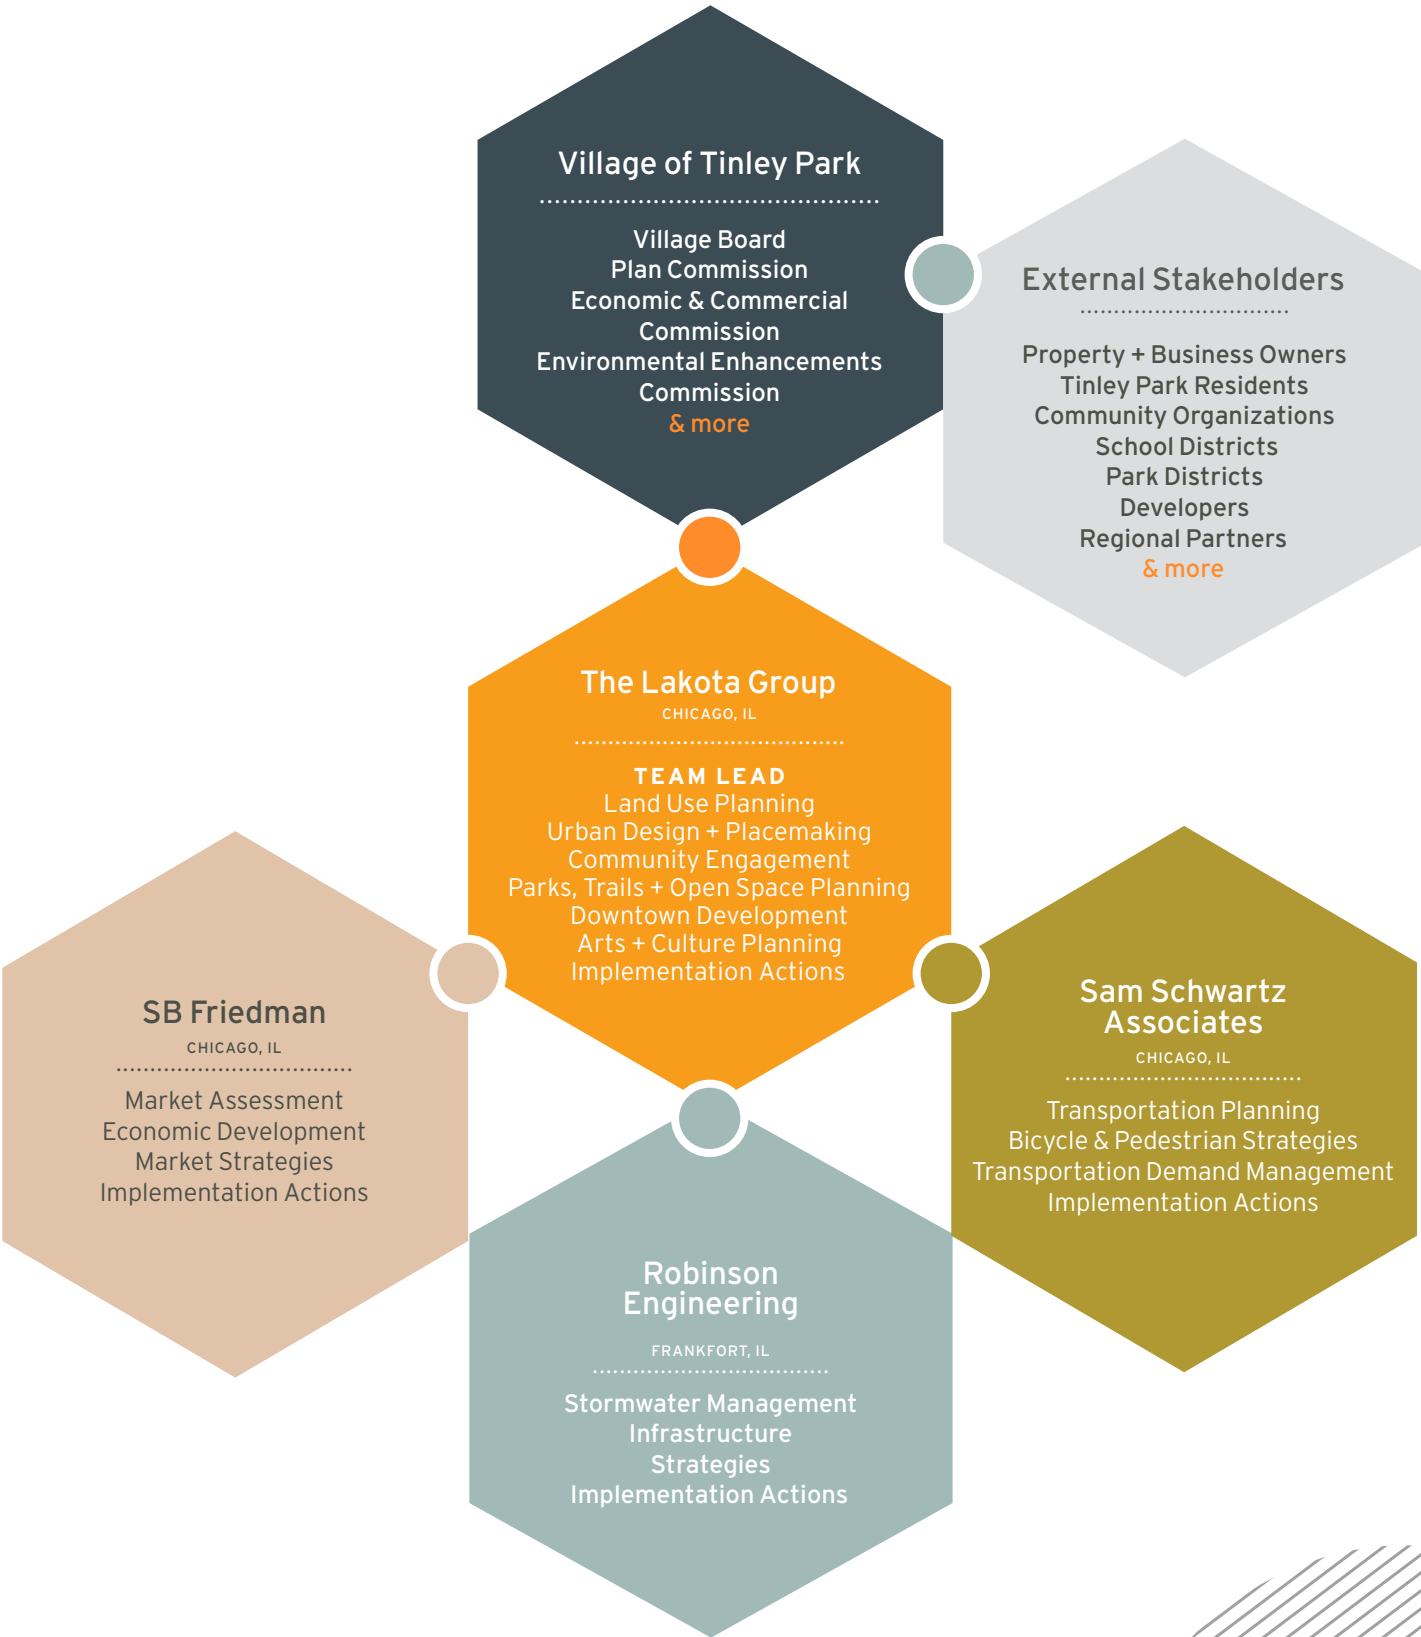 Village of Tinley Park
Village Board
Plan Commission
Economic & Commercial
Commission
Environmental Enhancements
Commission
& more
External Stakeholders
Property + Business Owners
Tinley Park Residents
Community Organizations
School Districts
Park Districts
Developers
Regional Partners
& more
The Lakota Group
CHICAGO, IL
TEAM LEAD
Land Use Planning
Urban Design + Placemaking
Community Engagement
Parks, Trails + Open Space Planning
Downtown Development
Arts + Culture Planning
Implementation Actions
SB Friedman
CHICAGO, IL
Market Assessment
Economic Development
Market Strategies
Implementation Actions
Sam Schwartz
Associates
CHICAGO, IL
Transportation Planning
Bicycle & Pedestrian Strategies
Transportation Demand Management
Implementation Actions
Robinson
Engineering
FRANKFORT, IL
Stormwater Management
Infrastructure
Strategies
Implementation Actions